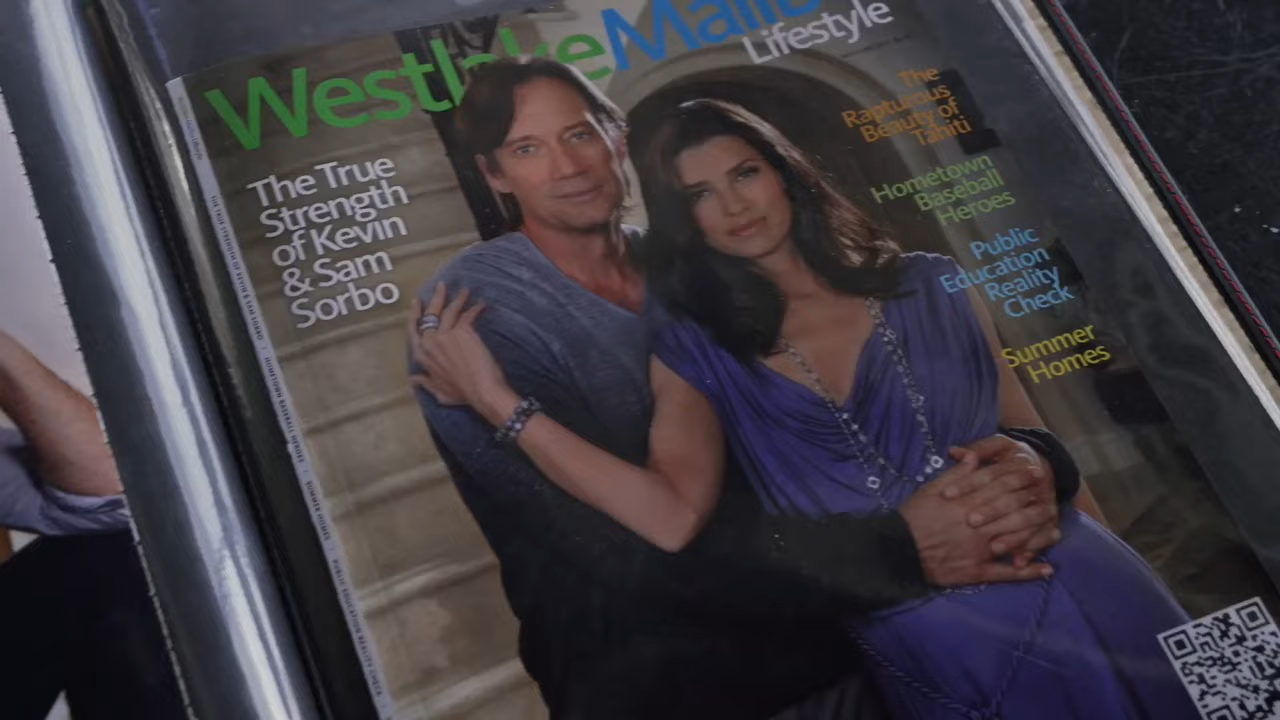 WestlakeMalibu
Lifestyle
The True
Strength
of Kevin
& Sam
Sorbo
The
Rapturous
Beauty of
Tahiti
Hometown
Baseball
Heroes
Public
Education
Reality
Check
Summer
Homes